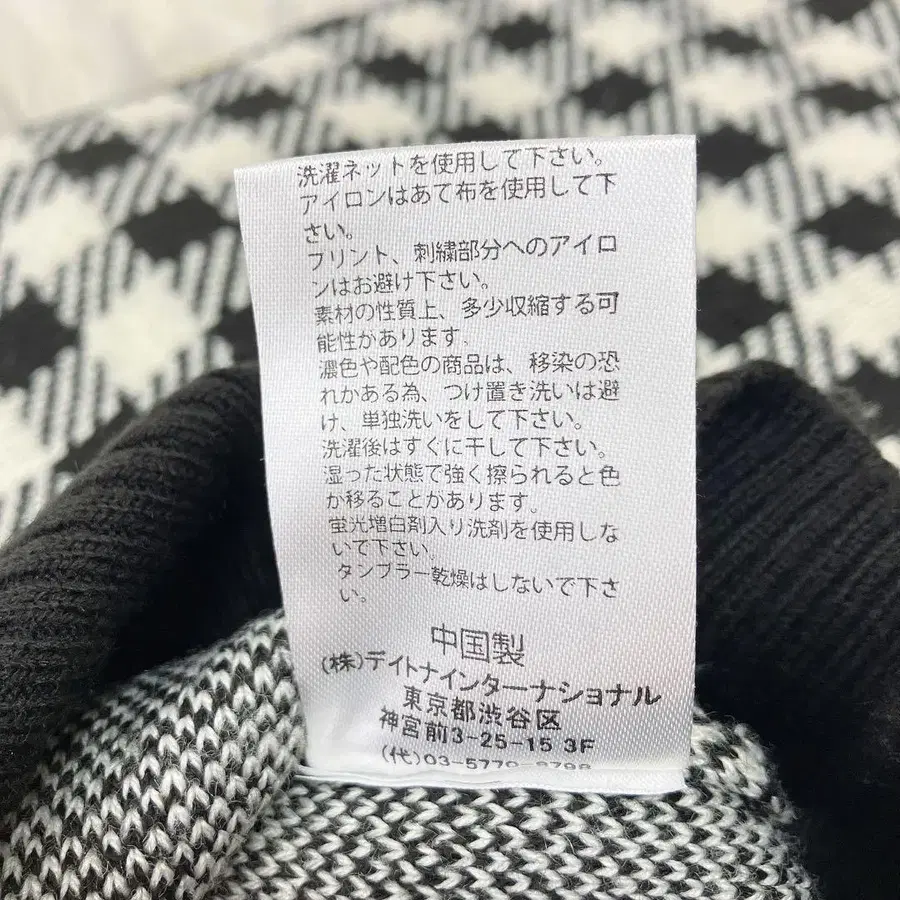 洗濯ネットを使用して下さい。
アイロンはあて布を使用して下
さい。
プリント、刺繍部分へのアイロ
ンはお避け下さい。
素材の性質上、多少収縮する可
能性があります。
濃色や配色の商品は、移染の恐
れがある為、つけ置き洗いは避
け、単独洗いをして下さい。
洗濯後はすぐに干して下さい。
湿った状態で強く擦られると色
が移ることがあります。
蛍光増白剤入り洗剤を使用しな
いで下さい。
タンブラー乾燥はしないで下さ
い。
中国製
(株)デイトナインターナショナル
東京都渋谷区
神宮前3-25-15 3F
(代)03-5770-